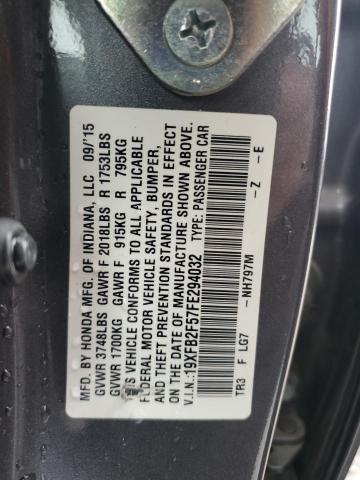 MFD. BY HONDA MFG. OF INDIANA, LLC 09/15
GVWR 3748LBS GAWR F 2018LBS R 1753LBS
GVWR 1700KG GAWR F 915KG R 795KG
THIS VEHICLE CONFORMS TO ALL APPLICABLE
FEDERAL MOTOR VEHICLE SAFETY, BUMPER,
AND THEFT PREVENTION STANDARDS IN EFFECT
ON THE DATE OF MANUFACTURE SHOWN ABOVE.
V.I.N.:19XFB2F57FE294032 TYPE: PASSENGER CAR
TR3 F LG7 -NH797M -Z -E